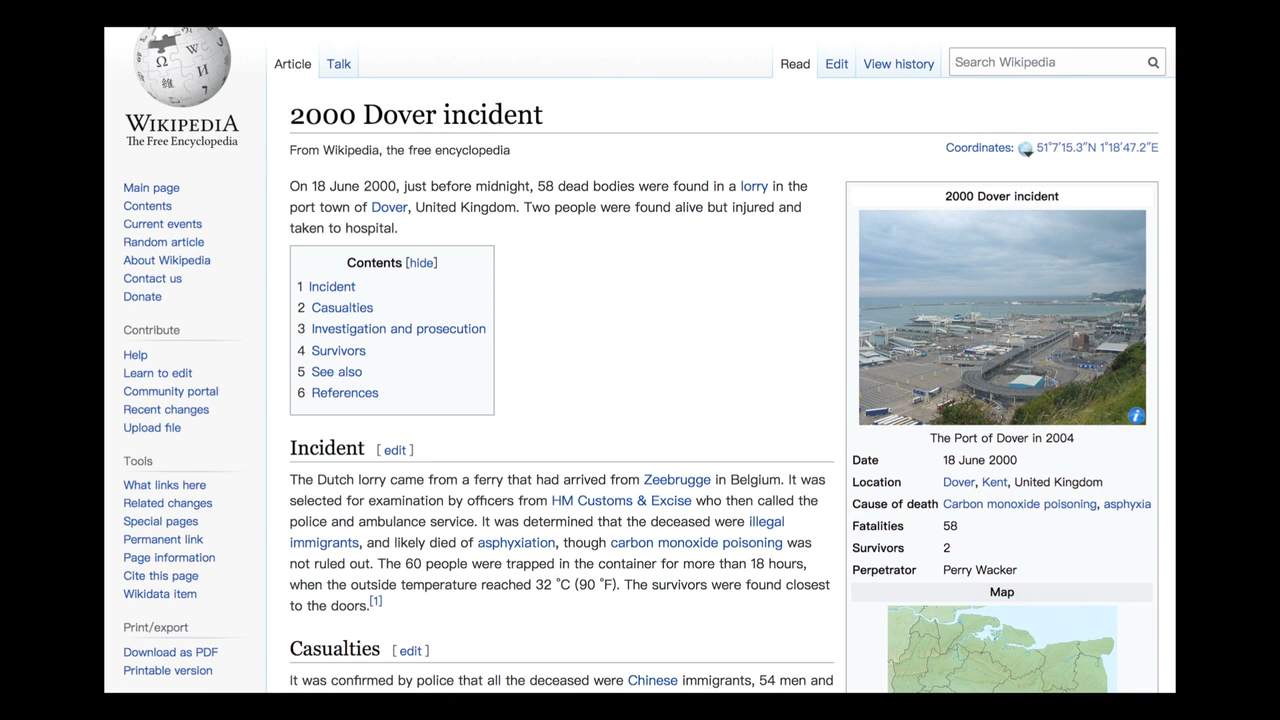 WIKIPEDIA
The Free Encyclopedia
Main page
Contents
Current events
Random article
About Wikipedia
Contact us
Donate
Contribute
Help
Learn to edit
Community portal
Recent changes
Upload file
Tools
What links here
Related changes
Special pages
Permanent link
Page information
Cite this page
Wikidata item
Print/export
Download as PDF
Printable version
Article Talk Read Edit View history Search Wikipedia
2000 Dover incident
From Wikipedia, the free encyclopedia
Coordinates: 51°7′15.3″N 1°18′47.2″E
On 18 June 2000, just before midnight, 58 dead bodies were found in a lorry in the
port town of Dover, United Kingdom. Two people were found alive but injured and
taken to hospital.
Contents [hide]
1 Incident
2 Casualties
3 Investigation and prosecution
4 Survivors
5 See also
6 References
Incident [ edit ]
The Dutch lorry came from a ferry that had arrived from Zeebrugge in Belgium. It was
selected for examination by officers from HM Customs & Excise who then called the
police and ambulance service. It was determined that the deceased were illegal
immigrants, and likely died of asphyxiation, though carbon monoxide poisoning was
not ruled out. The 60 people were trapped in the container for more than 18 hours,
when the outside temperature reached 32 °C (90 °F). The survivors were found closest
to the doors.[1]
Casualties [ edit ]
It was confirmed by police that all the deceased were Chinese immigrants, 54 men and
2000 Dover incident
The Port of Dover in 2004
Date 18 June 2000
Location Dover, Kent, United Kingdom
Cause of death Carbon monoxide poisoning, asphyxia
Fatalities 58
Survivors 2
Perpetrator Perry Wacker
Map